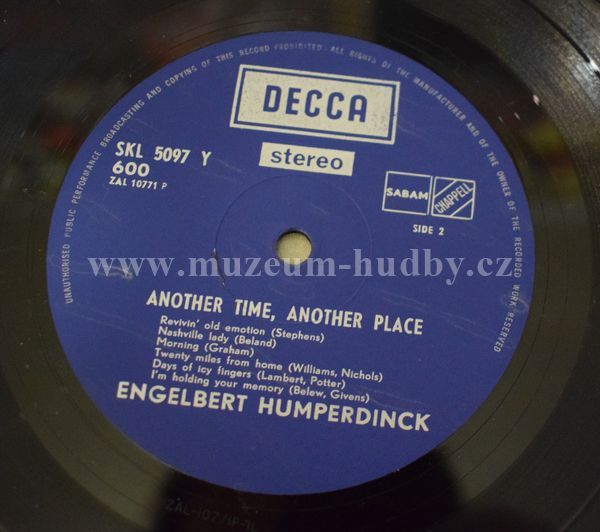 UNAUTHORISED PUBLIC PERFORMANCE BROADCASTING AND COPYING OF THIS RECORD PROHIBITED · ALL RIGHTS OF THE MANUFACTURER AND OF THE OWNER OF THE RECORDED WORK RESERVED
DECCA
stereo
SKL 5097 Y
600
ZAL 10771 P
SABAM
CHAPPELL
SIDE 2
www.muzeum-hudby.cz
ANOTHER TIME, ANOTHER PLACE
Revivin' old emotion (Stephens)
Nashville lady (Beland)
Morning (Graham)
Twenty miles from home (Williams, Nichols)
Days of icy fingers (Lambert, Potter)
I'm holding your memory (Belew, Givens)
ENGELBERT HUMPERDINCK